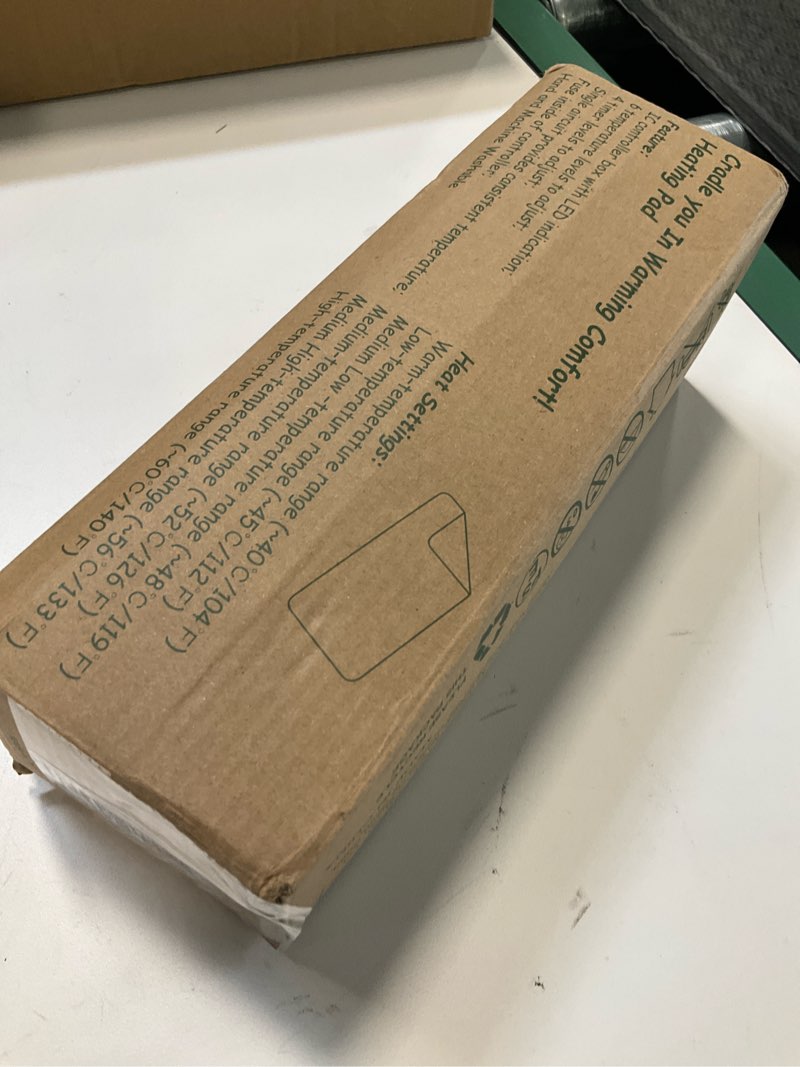 Cradle you In Warming Comfort!
Heating Pad
Feature:
IC controller box with LED indication;
6 temperature levels to adjust;
4 timer levels to adjust;
Single circuit provides consistent temperature;
Fuse inside of controller;
Hand and Machine Washable
Heat Settings:
Warm-temperature range (~40°C/104°F)
Low-temperature range (~45°C/112°F)
Medium Low -temperature range (~48°C/119°F)
Medium-temperature range (~52°C/126°F)
Medium High-temperature range (~56°C/133°F)
High-temperature range (~60°C/140°F)